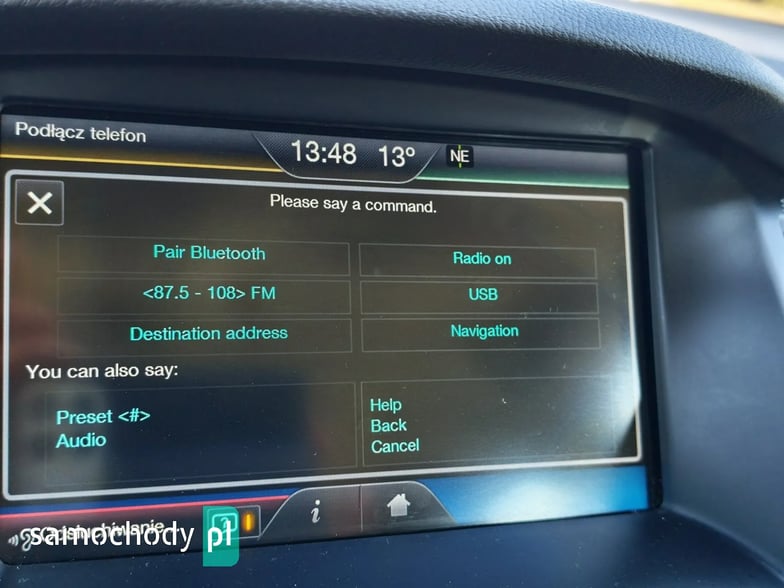 Podłącz telefon
13:48 13° NE
Please say a command.
Pair Bluetooth
Radio on
<87.5 - 108> FM
USB
Destination address
Navigation
You can also say:
Preset <#>
Audio
Help
Back
Cancel
samochody pl